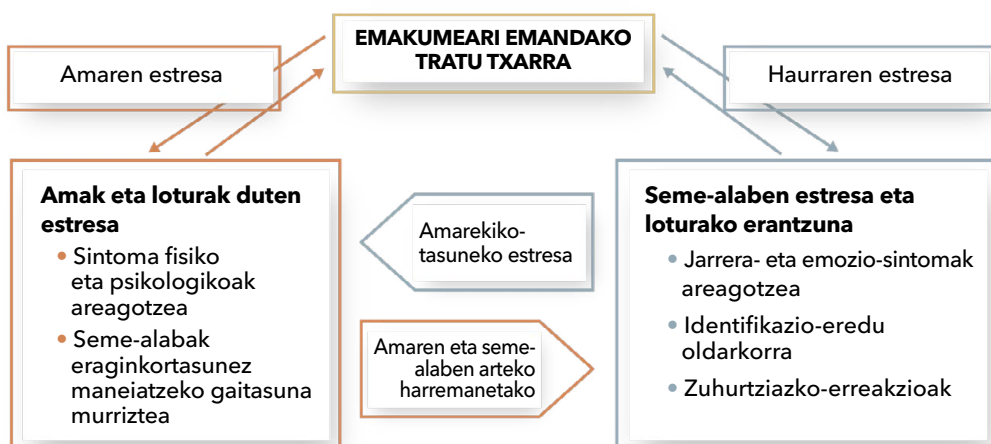 EMAKUMEARI EMANDAKO
TRATU TXARRA
Amaren estresa
Haurraren estresa
Amak eta loturak duten
estresa
• Sintoma fisiko
eta psikologikoak
areagotzea
• Seme-alabak
eraginkortasunez
maneiatzeko gaitasuna
murriztea
Amarekiko-
tasuneko estresa
Amaren eta seme-
alaben arteko
harremanetako
Seme-alaben estresa eta
loturako erantzuna
• Jarrera- eta emozio-sintomak
areagotzea
• Identifikazio-eredu
oldarkorra
• Zuhurtziazko-erreakzioak